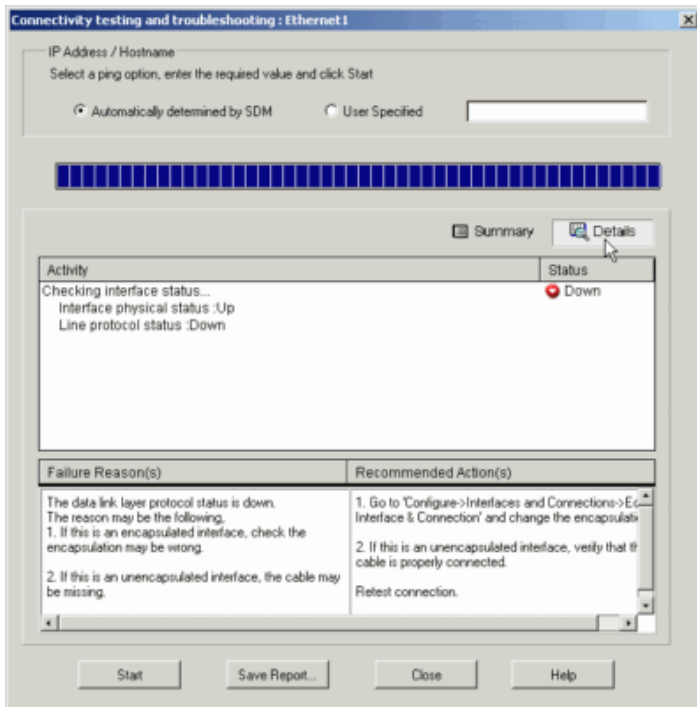 Connectivity testing and troubleshooting : Ethernet1
IP Address / Hostname
Select a ping option, enter the required value and click Start
Automatically determined by SDM
User Specified
Summary
Details
Activity
Status
Checking interface status...
Down
Interface physical status :Up
Line protocol status :Down
Failure Reason(s)
The data link layer protocol status is down.
The reason may be the following,
1. If this is an encapsulated interface, check the
encapsulation may be wrong.
2. If this is an unencapsulated interface, the cable may
be missing.
Recommended Action(s)
1. Go to 'Configure->Interfaces and Connections->Ed
Interface & Connection' and change the encapsulati
2. If this is an unencapsulated interface, verify that th
cable is properly connected.
Retest connection.
Start
Save Report...
Close
Help